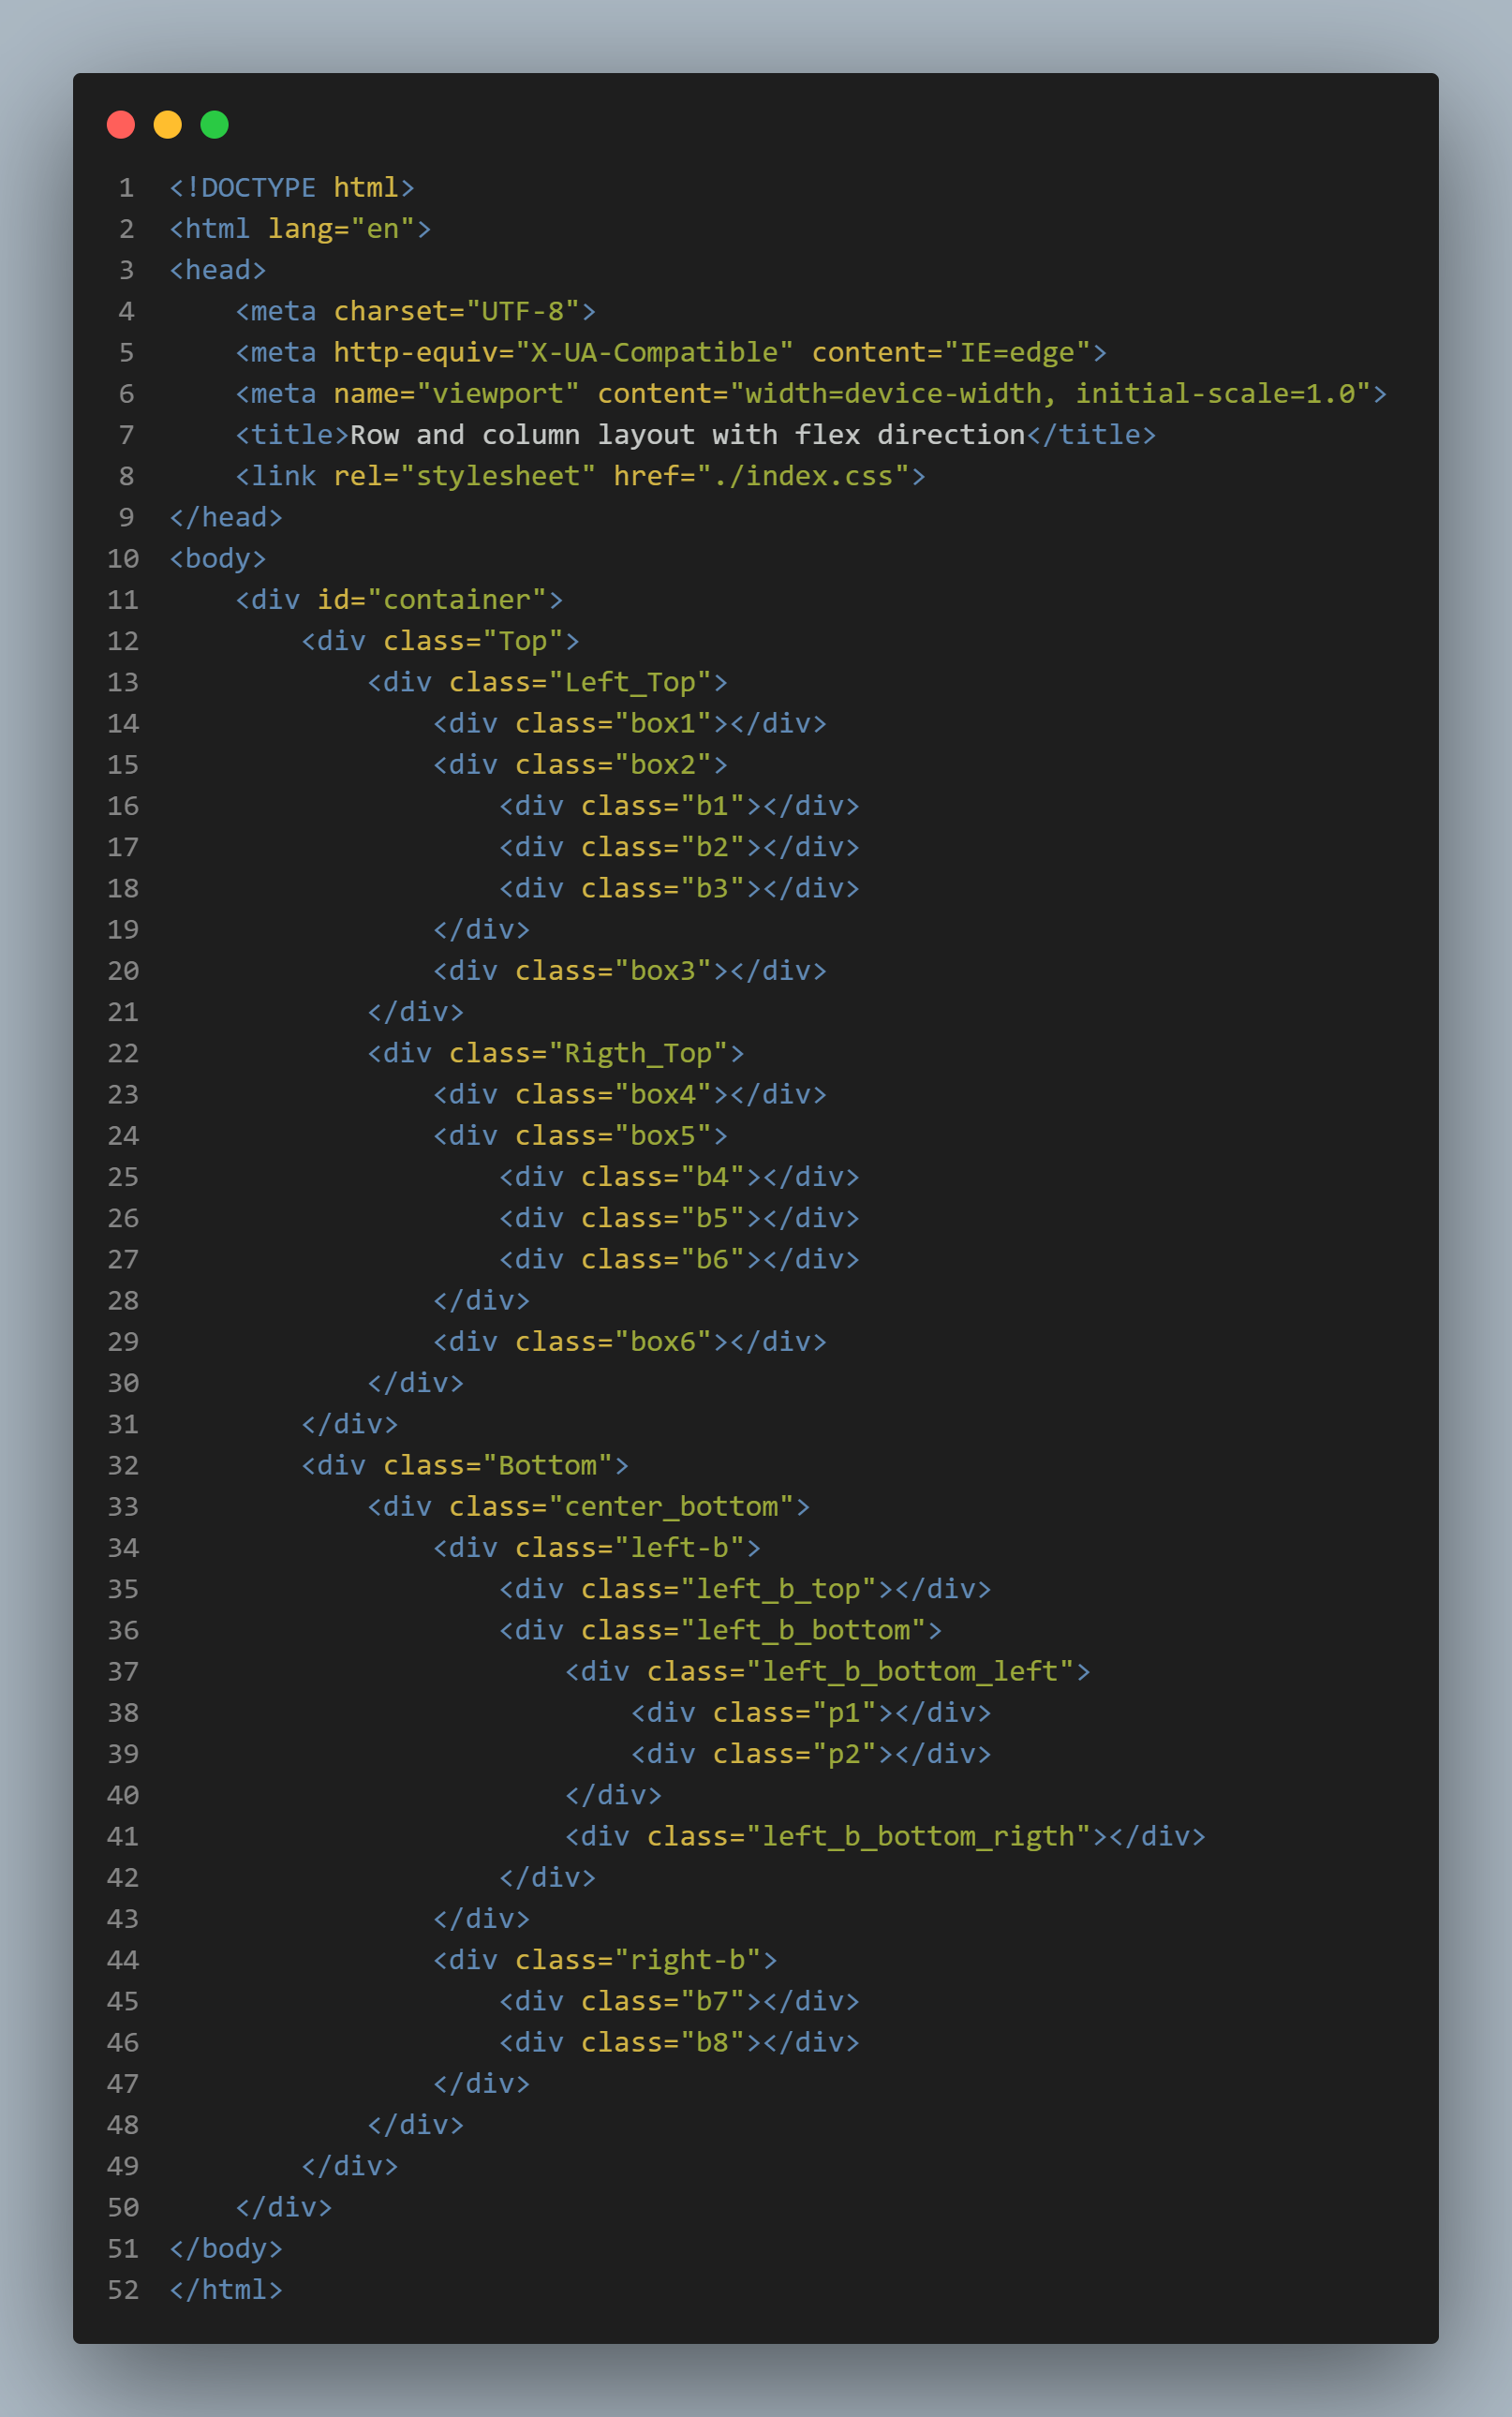 1 <!DOCTYPE html>
2 <html lang="en">
3 <head>
4     <meta charset="UTF-8">
5     <meta http-equiv="X-UA-Compatible" content="IE=edge">
6     <meta name="viewport" content="width=device-width, initial-scale=1.0">
7     <title>Row and column layout with flex direction</title>
8     <link rel="stylesheet" href="./index.css">
9 </head>
10 <body>
11     <div id="container">
12         <div class="Top">
13             <div class="Left_Top">
14                 <div class="box1"></div>
15                 <div class="box2">
16                     <div class="b1"></div>
17                     <div class="b2"></div>
18                     <div class="b3"></div>
19                 </div>
20                 <div class="box3"></div>
21             </div>
22             <div class="Rigth_Top">
23                 <div class="box4"></div>
24                 <div class="box5">
25                     <div class="b4"></div>
26                     <div class="b5"></div>
27                     <div class="b6"></div>
28                 </div>
29                 <div class="box6"></div>
30             </div>
31         </div>
32         <div class="Bottom">
33             <div class="center_bottom">
34                 <div class="left-b">
35                     <div class="left_b_top"></div>
36                     <div class="left_b_bottom">
37                         <div class="left_b_bottom_left">
38                             <div class="p1"></div>
39                             <div class="p2"></div>
40                         </div>
41                         <div class="left_b_bottom_rigth"></div>
42                     </div>
43                 </div>
44                 <div class="right-b">
45                     <div class="b7"></div>
46                     <div class="b8"></div>
47                 </div>
48             </div>
49         </div>
50     </div>
51 </body>
52 </html>